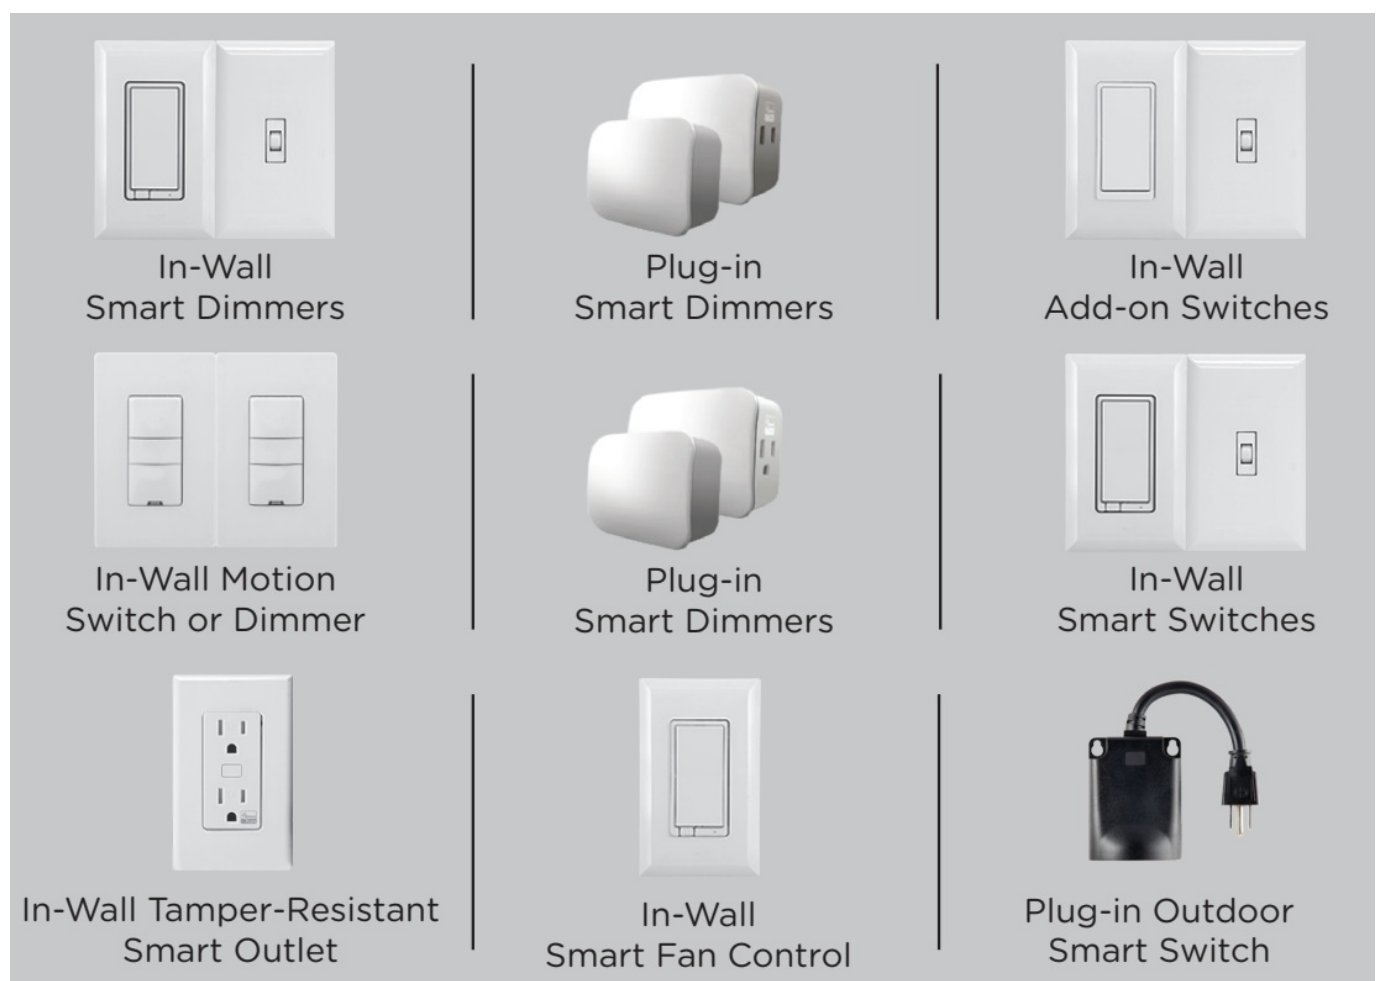 In-Wall
Smart Dimmers
Plug-in
Smart Dimmers
In-Wall
Add-on Switches
In-Wall Motion
Switch or Dimmer
Plug-in
Smart Dimmers
In-Wall
Smart Switches
In-Wall Tamper-Resistant
Smart Outlet
In-Wall
Smart Fan Control
Plug-in Outdoor
Smart Switch